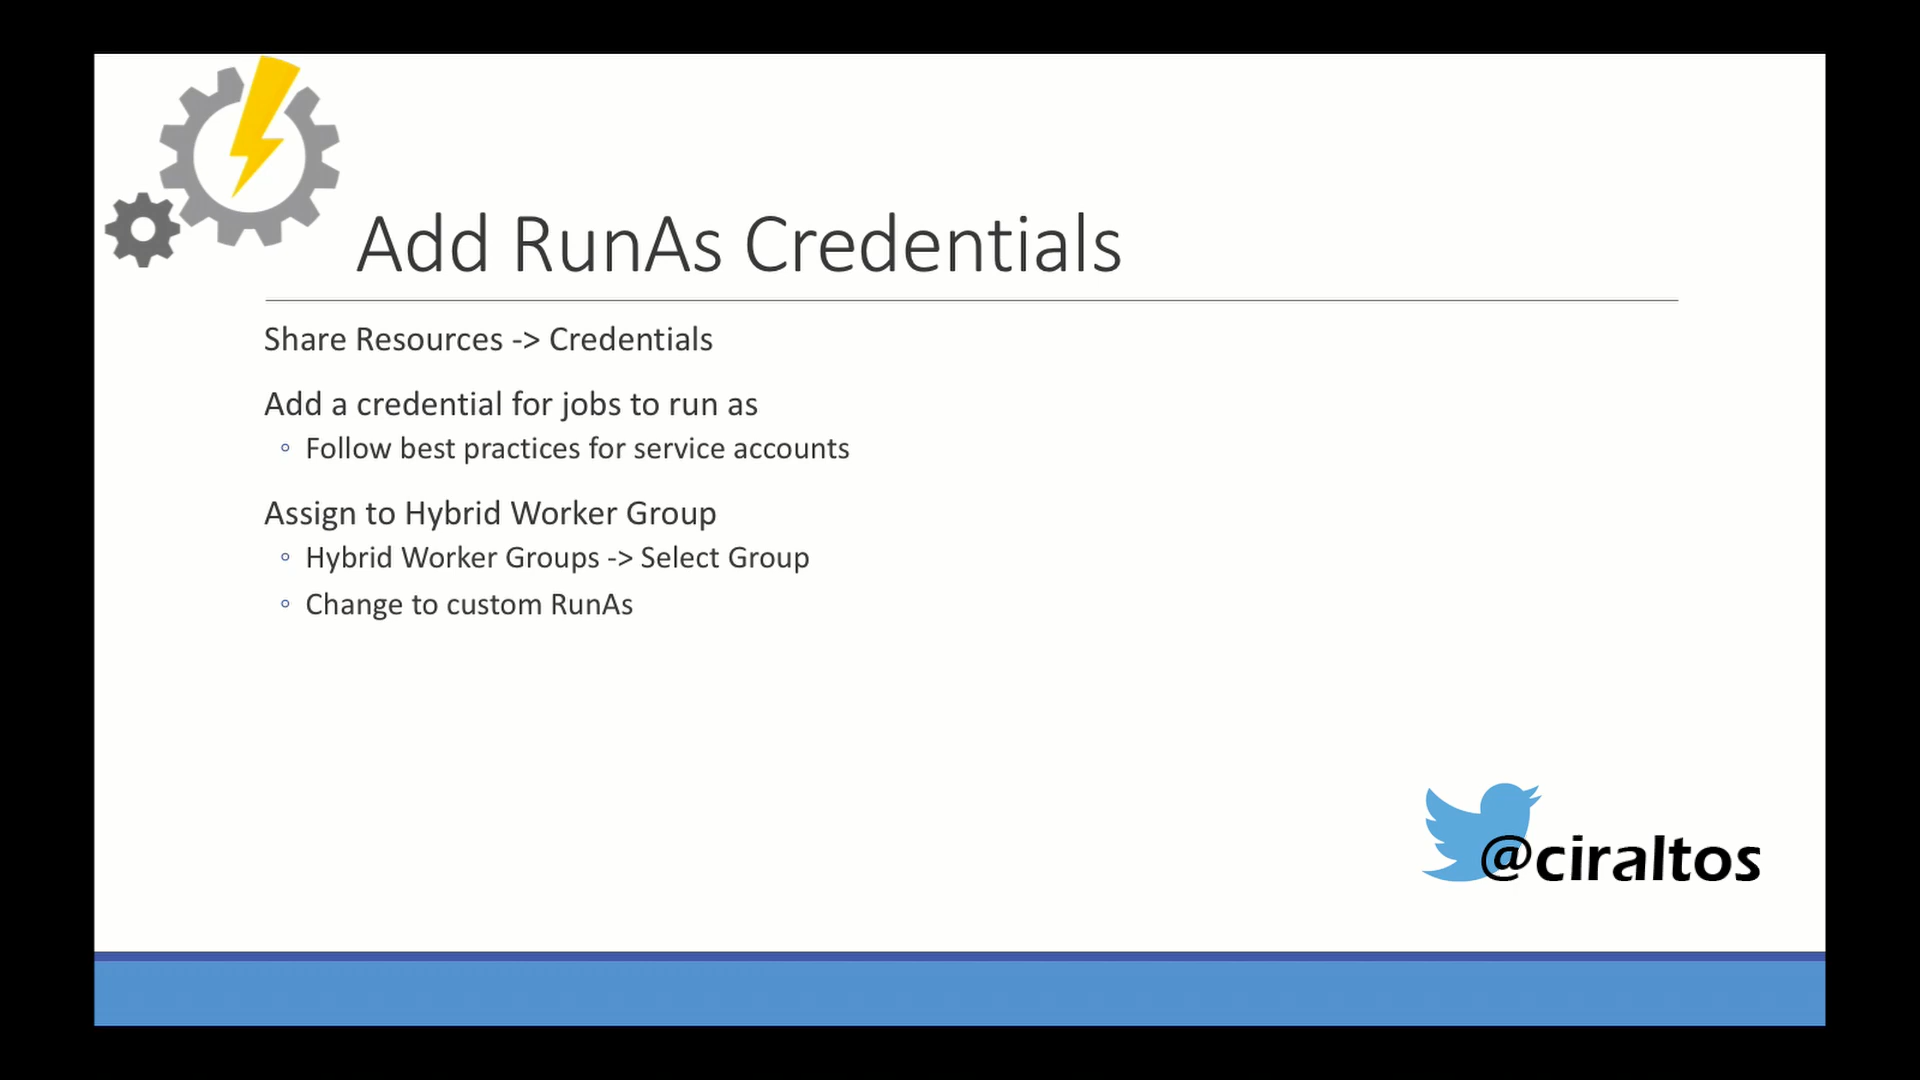 Add RunAs Credentials
Share Resources -> Credentials
Add a credential for jobs to run as
◦ Follow best practices for service accounts
Assign to Hybrid Worker Group
◦ Hybrid Worker Groups -> Select Group
◦ Change to custom RunAs
@ciraltos